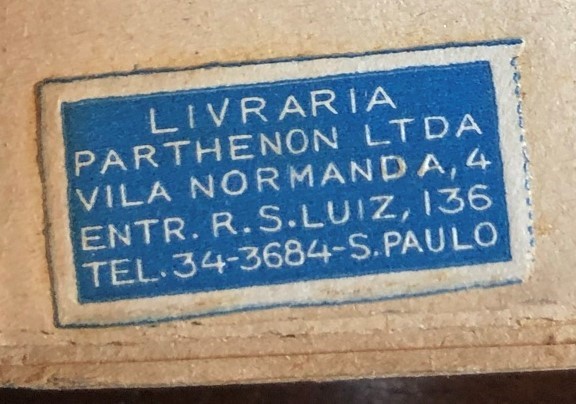 LIVRARIA
PARTHENON LTDA
VILA NORMANDA, 4
ENTR. R.S.LUIZ, 136
TEL. 34-3684-S.PAULO